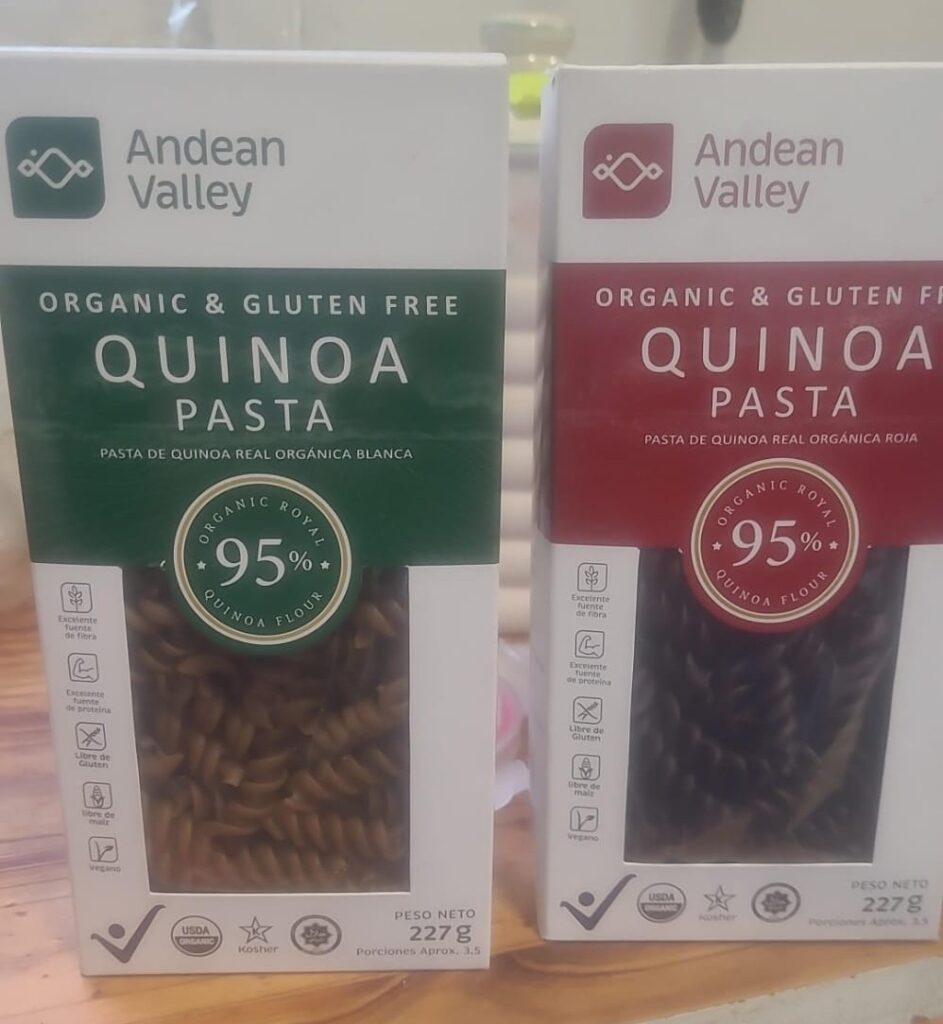 Andean
Valley
ORGANIC & GLUTEN FREE
QUINOA
PASTA
PASTA DE QUINOA REAL ORGÁNICA BLANCA
ORGANIC ROYAL
95%
QUINOA FLOUR
Excelente
fuente
de fibra
Excelente
fuente
de proteína
Libre de
Gluten
libre de
maíz
Vegano
USDA
ORGANIC
K
Kosher
PESO NETO
227g
Porciones Aprox. 3.5
Andean
Valley
ORGANIC & GLUTEN F
QUINOA
PASTA
PASTA DE QUINOA REAL ORGÁNICA ROJA
ORGANIC ROYAL
95%
QUINOA FLOUR
Excelente
fuente
de fibra
Excelente
fuente
de proteína
Libre de
Gluten
libre de
maíz
Vegano
USDA
ORGANIC
K
Kosher
PESO NETO
227g
Porciones Aprox. 3.5